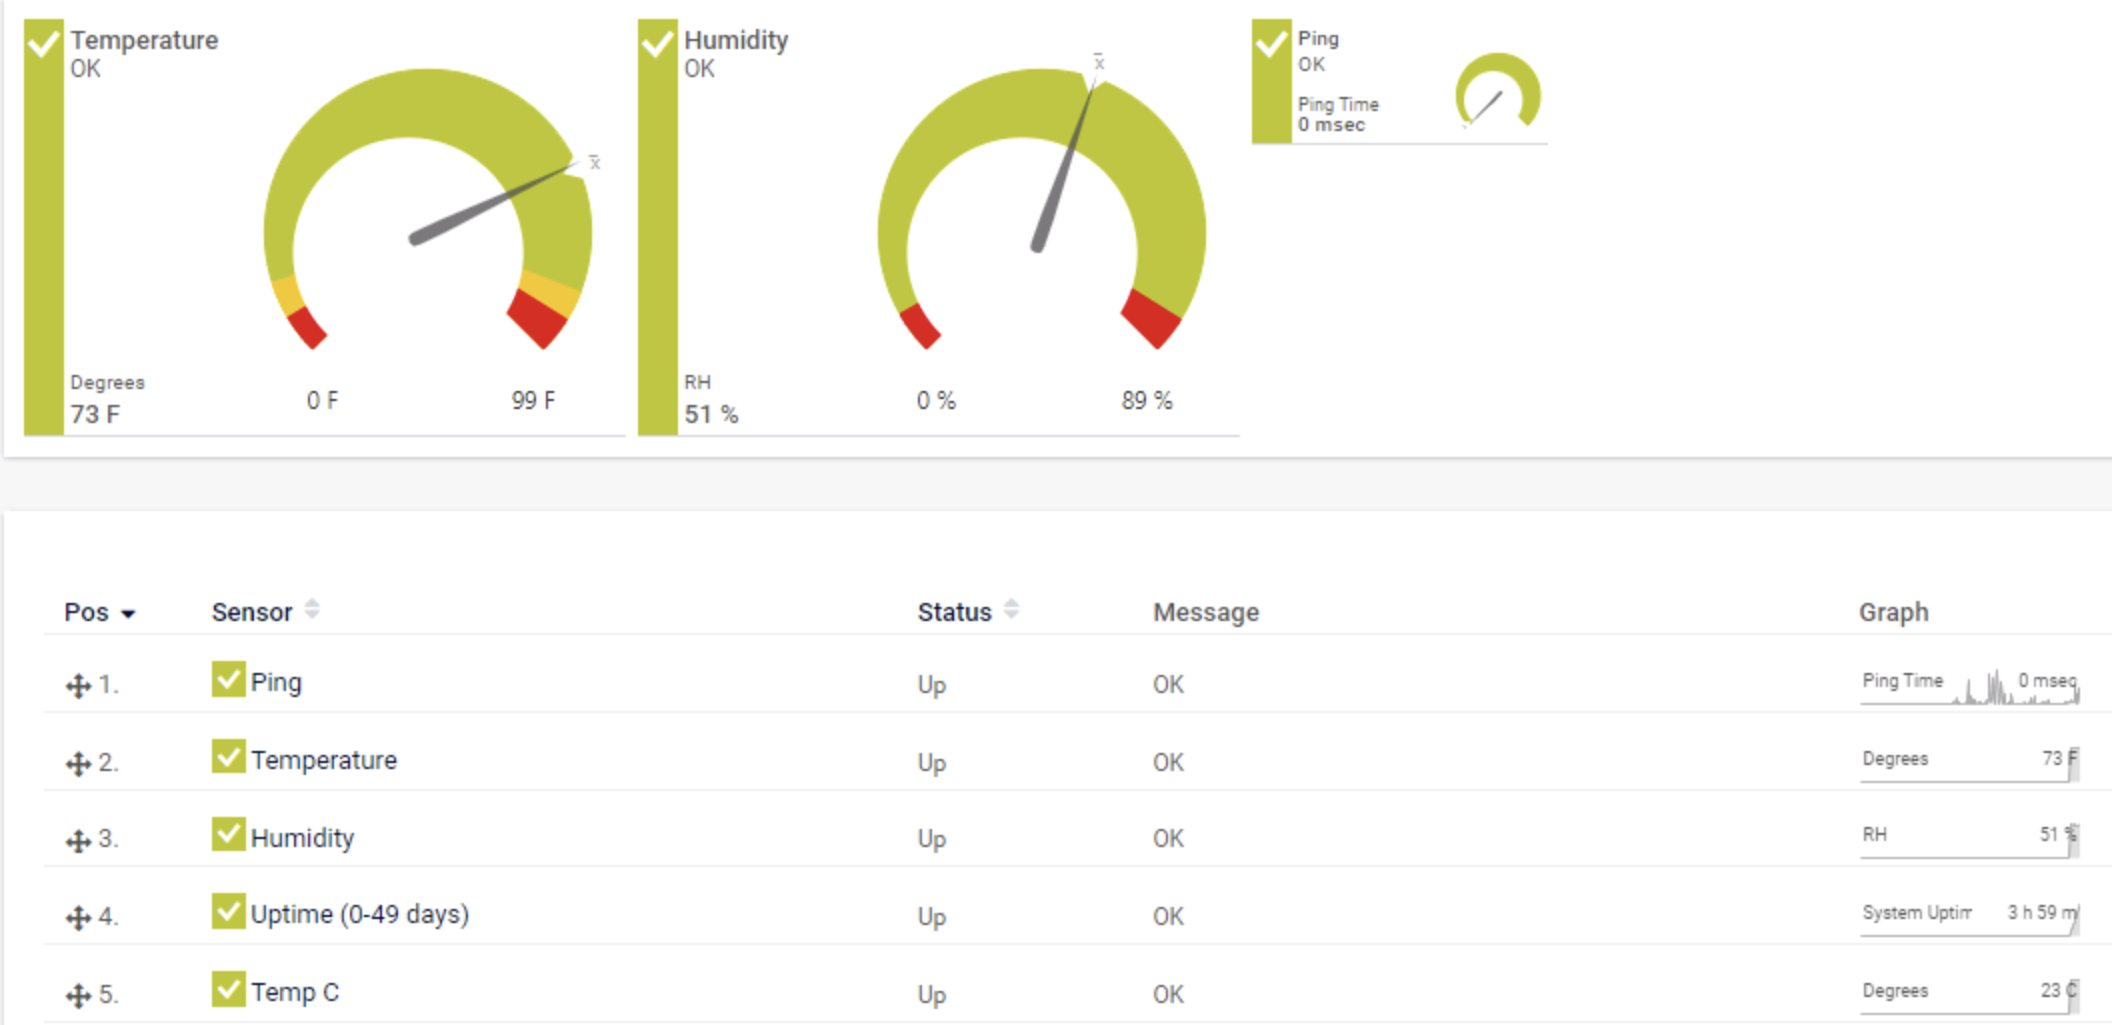 Temperature
OK
Degrees
73 F
0 F
99 F
x̄
Humidity
OK
RH
51 %
0 %
89 %
x̄
Ping
OK
Ping Time
0 msec
Pos Sensor Status Message Graph
1. Ping Up OK Ping Time 0 msec
2. Temperature Up OK Degrees 73 F
3. Humidity Up OK RH 51 %
4. Uptime (0-49 days) Up OK System Uptim 3 h 59 m
5. Temp C Up OK Degrees 23 C